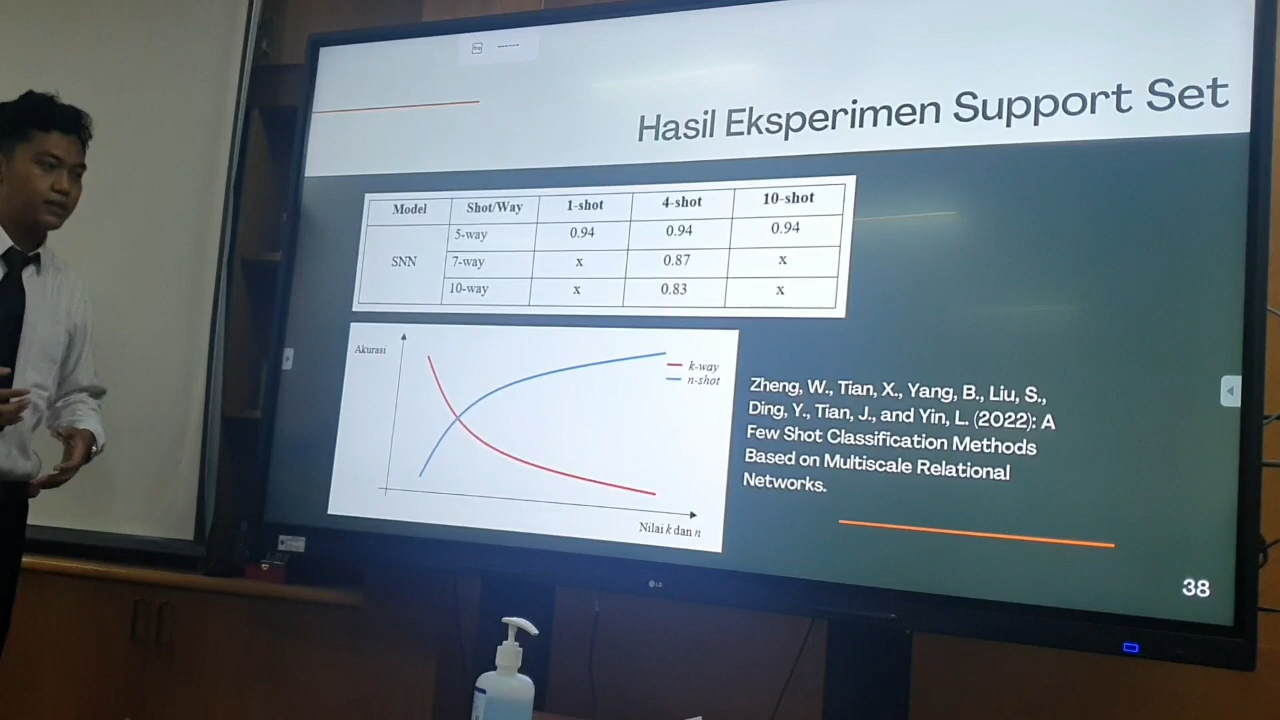 Hasil Eksperimen Support Set
Model Shot/Way 1-shot 4-shot 10-shot
SNN 5-way 0.94 0.94 0.94
7-way x 0.87 x
10-way x 0.83 x
Akurasi
k-way
n-shot
Nilai k dan n
Zheng, W., Tian, X., Yang, B., Liu, S.,
Ding, Y., Tian, J., and Yin, L. (2022): A
Few Shot Classification Methods
Based on Multiscale Relational
Networks.
38
LG